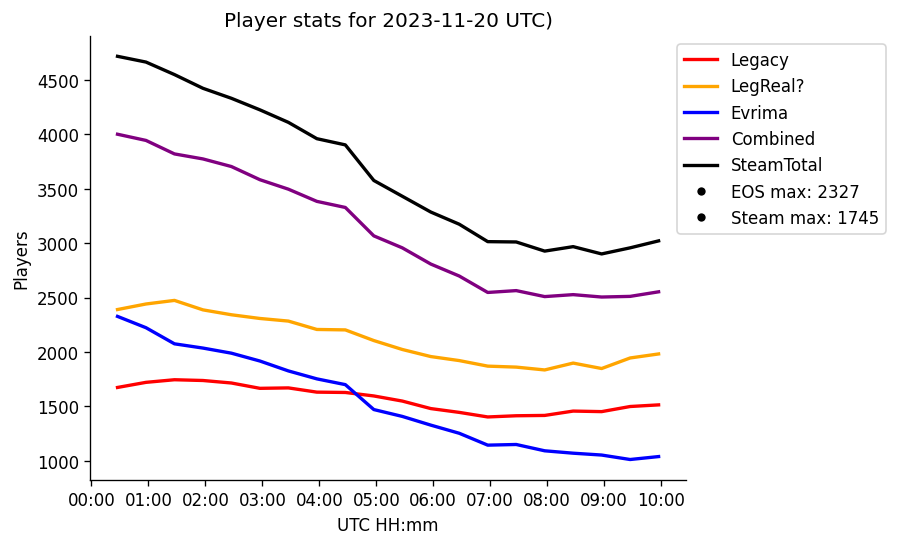 Player stats for 2023-11-20 UTC)
Legacy
LegReal?
Evrima
Combined
SteamTotal
EOS max: 2327
Steam max: 1745
Players
4500
4000
3500
3000
2500
2000
1500
1000
00:00 01:00 02:00 03:00 04:00 05:00 06:00 07:00 08:00 09:00 10:00
UTC HH:mm